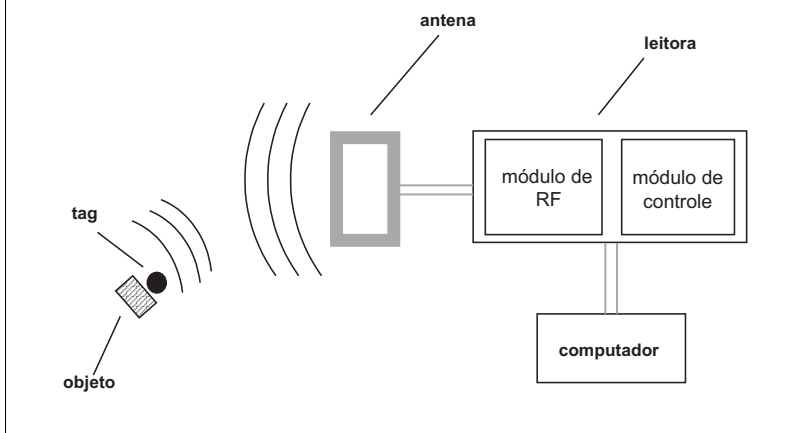 antena
leitora
módulo de
RF
módulo de
controle
tag
computador
objeto